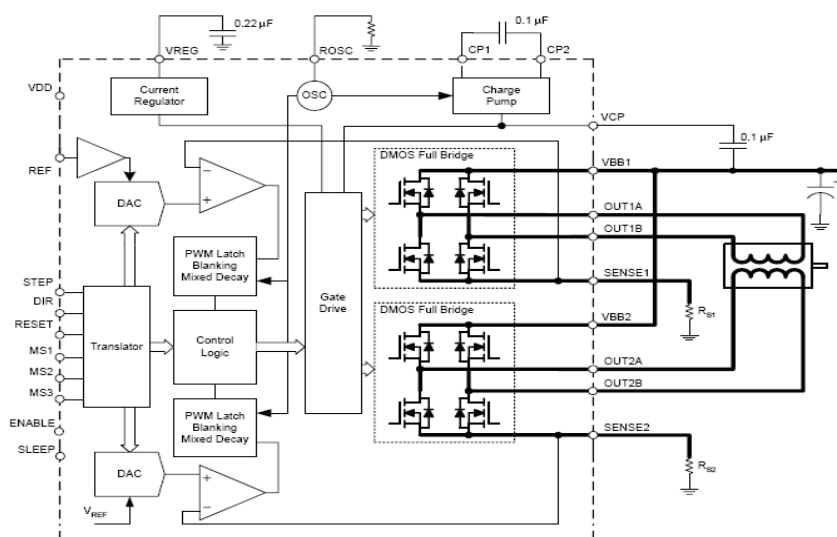 0.22 μF
0.1 μF
VREG
ROSC
CP1
CP2
VDD
Current
Regulator
OSC
Charge
Pump
VCP
0.1 μF
REF
DMOS Full Bridge
VBB1
DAC
-
+
OUT1A
OUT1B
PWM Latch
Blanking
Mixed Decay
STEP
DIR
RESET
MS1
MS2
MS3
Translator
Control
Logic
Gate
Drive
SENSE1
RS1
DMOS Full Bridge
VBB2
OUT2A
OUT2B
PWM Latch
Blanking
Mixed Decay
ENABLE
SLEEP
SENSE2
DAC
+
-
RS2
VREF